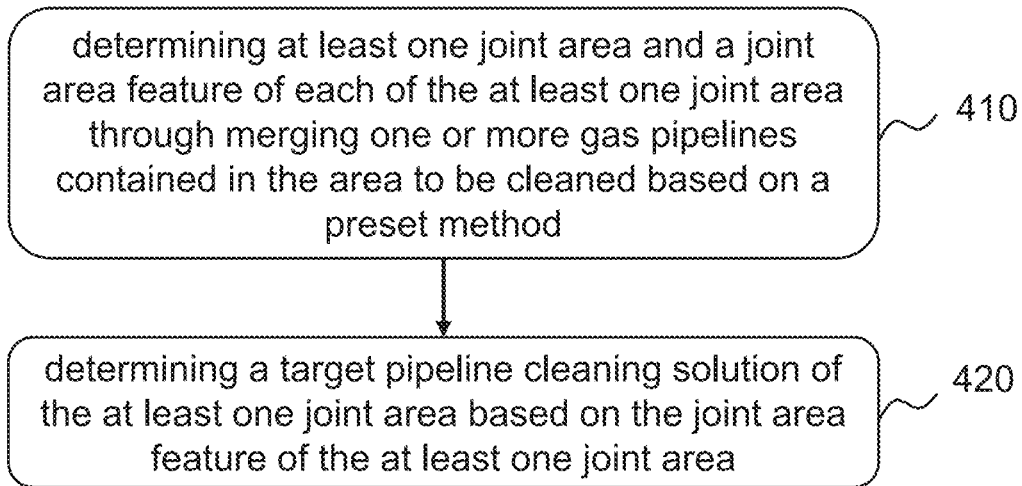 determining at least one joint area and a joint
area feature of each of the at least one joint area
through merging one or more gas pipelines
contained in the area to be cleaned based on a
preset method
410
determining a target pipeline cleaning solution of
the at least one joint area based on the joint area
feature of the at least one joint area
420